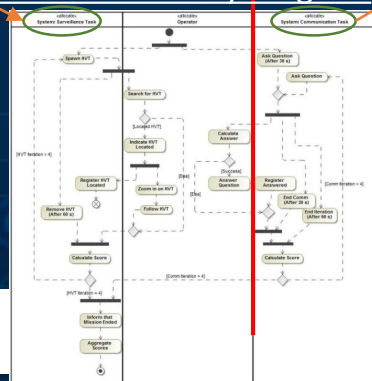 «allocate»
System: Surveillance Task
«allocate»
Operator
«allocate»
System: Communication Task
Spawn HVT
Ask Question
(After 30 s)
Ask Question
Search for HVT
[Located HVT]
Calculate
Answer
Indicate HVT
Located
[HVT Iteration < 4]
[Success]
Register HVT
Located
[Else]
Zoom in on HVT
Answer
Question
Register
Answered
[Comm Iteration < 4]
[Else]
Remove HVT
(After 60 s)
Follow HVT
End Comm
(After 30 s)
End Iteration
(After 60 s)
Calculate Score
Calculate Score
[Comm Iteration = 4]
[HVT Iteration = 4]
Inform that
Mission Ended
Aggregate
Scores